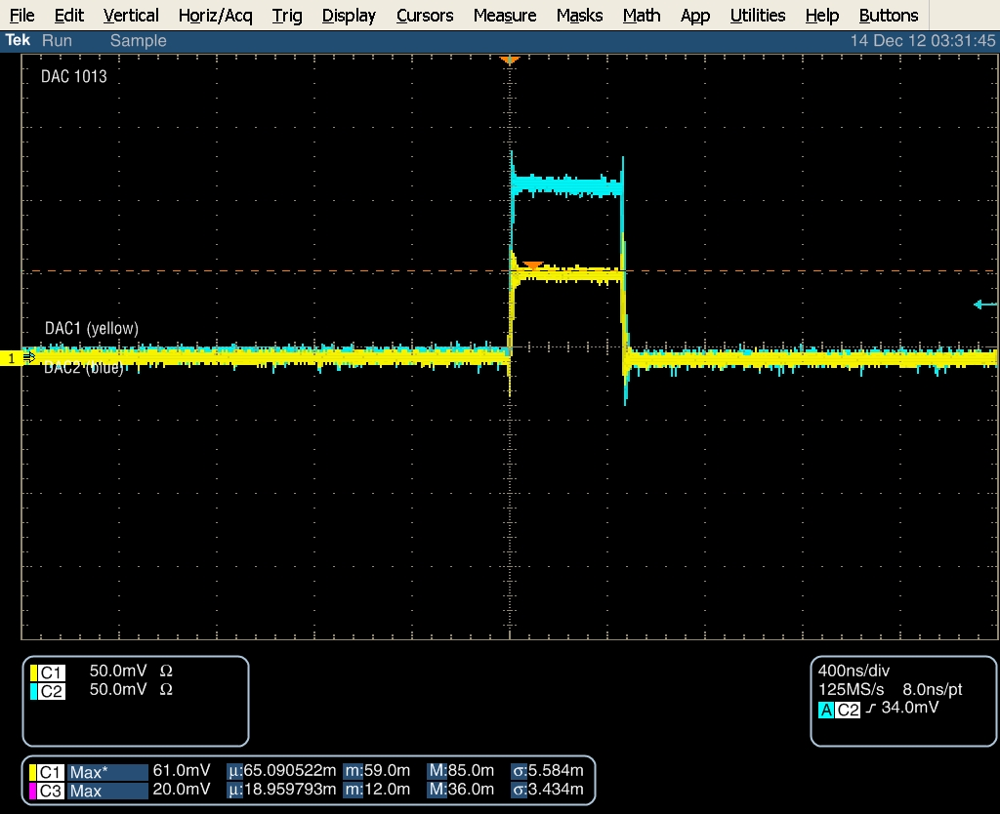 File Edit Vertical Horiz/Acq Trig Display Cursors Measure Masks Math App Utilities Help Buttons
Tek Run Sample 14 Dec 12 03:31:45
DAC 1013
DAC1 (yellow)
1
DAC2 (blue)
C1 50.0mV Ω
C2 50.0mV Ω
400ns/div
125MS/s 8.0ns/pt
A C2 34.0mV
C1 Max* 61.0mV µ:65.090522m m:59.0m M:85.0m σ:5.584m
C3 Max 20.0mV µ:18.959793m m:12.0m M:36.0m σ:3.434m